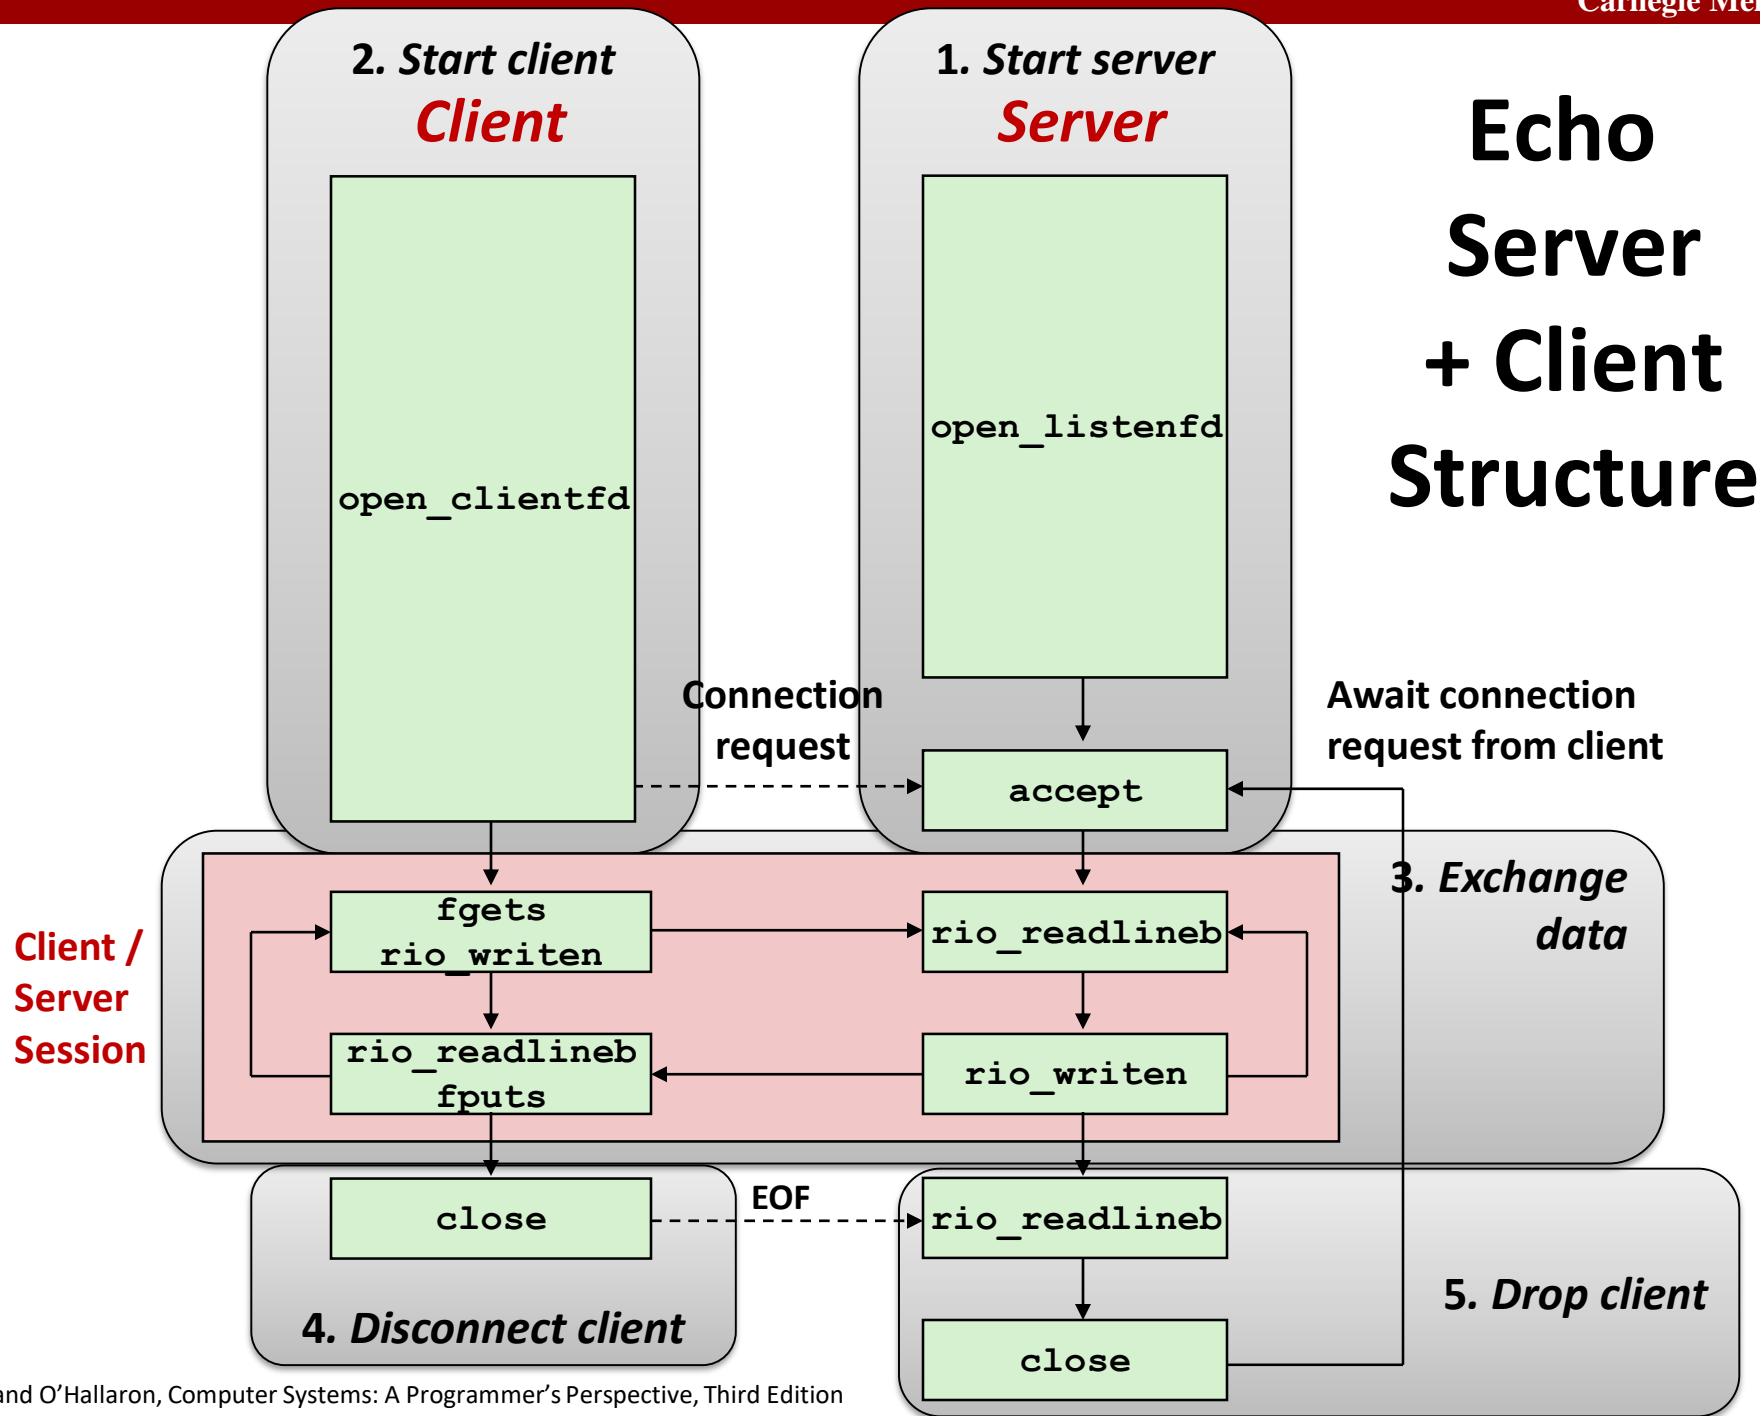 Carnegie
2. Start client
Client
1. Start server
Server
Echo
Server
+ Client
Structure
open_clientfd
open_listenfd
Connection
request
Await connection
request from client
accept
3. Exchange
data
Client /
Server
Session
fgets
rio_writen
rio_readlineb
rio_readlineb
fputs
rio_writen
close
EOF
rio_readlineb
4. Disconnect client
5. Drop client
close
and O'Hallaron, Computer Systems: A Programmer's Perspective, Third Edition